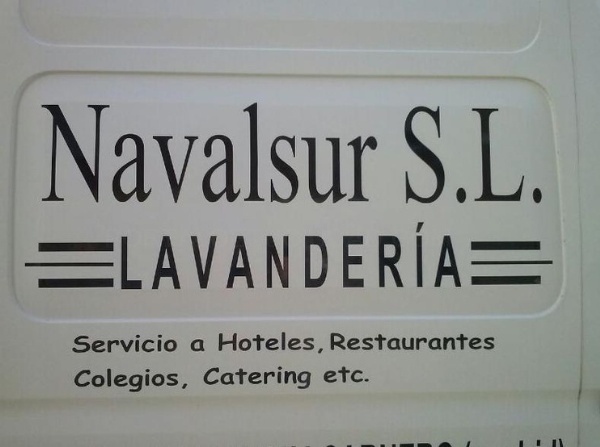 Navalsur S.L.
LAVANDERÍA
Servicio a Hoteles, Restaurantes
Colegios, Catering etc.